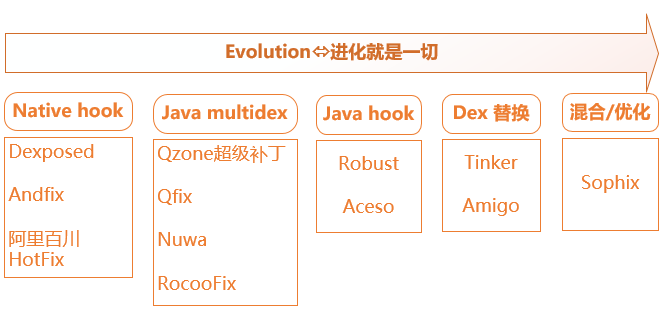 Evolution⇔进化就是一切
Native hook
Dexposed
Andfix
阿里百川
HotFix
Java multidex
Qzone超级补丁
Qfix
Nuwa
RocooFix
Java hook
Robust
Aceso
Dex 替换
Tinker
Amigo
混合/优化
Sophix